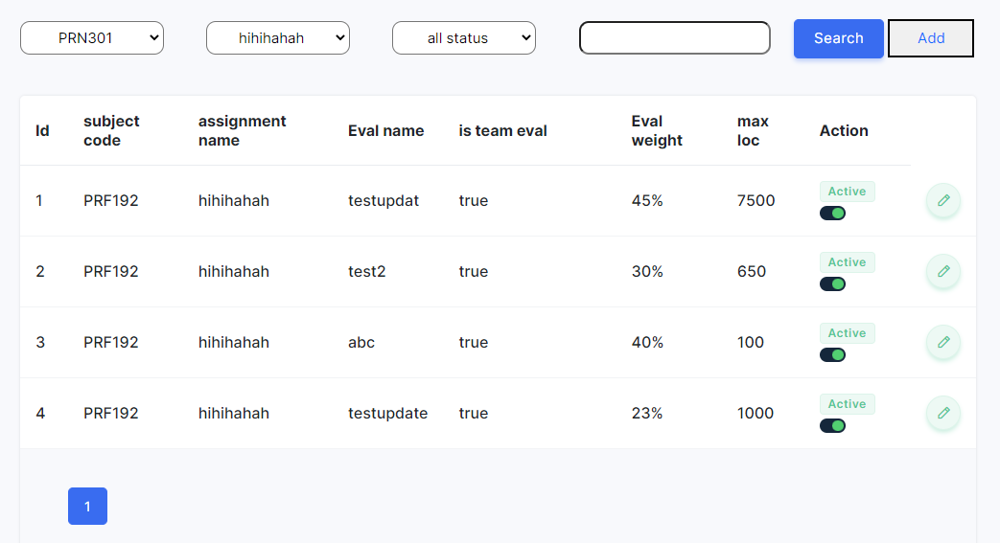 PRN301 hihihahah all status Search Add
Id subject code assignment name Eval name is team eval Eval weight max loc Action
1 PRF192 hihihahah testupdat true 45% 7500 Active
2 PRF192 hihihahah test2 true 30% 650 Active
3 PRF192 hihihahah abc true 40% 100 Active
4 PRF192 hihihahah testupdate true 23% 1000 Active
1